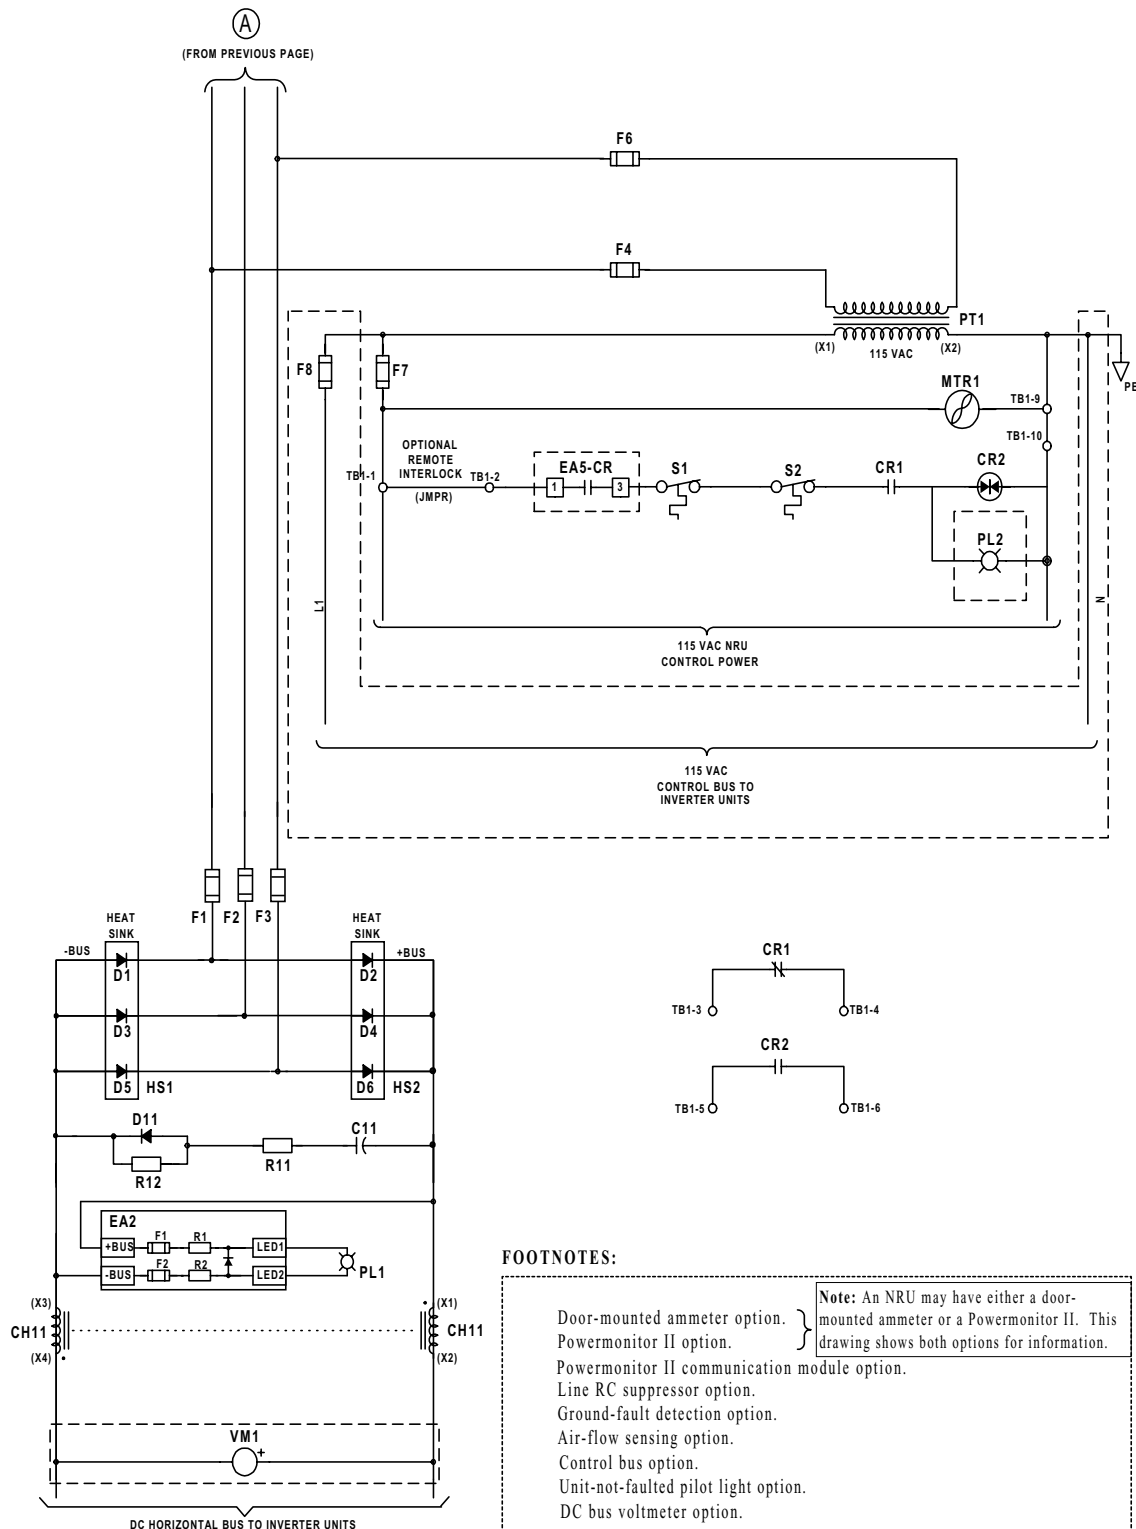 A
(FROM PREVIOUS PAGE)
F6
F4
PT1
(X1)
115 VAC
(X2)
F8
F7
MTR1
TB1-9
TB1-10
OPTIONAL
REMOTE
INTERLOCK
(JMPR)
TB1-1
TB1-2
EA5-CR
1
3
S1
S2
CR1
CR2
PL2
L1
N
115 VAC NRU
CONTROL POWER
115 VAC
CONTROL BUS TO
INVERTER UNITS
F1
F2
F3
HEAT
SINK
HEAT
SINK
-BUS
+BUS
D1
D2
D3
D4
D5
HS1
D6
HS2
CR1
TB1-3
TB1-4
CR2
TB1-5
TB1-6
D11
R12
R11
C11
EA2
+BUS
F1
R1
LED1
-BUS
F2
R2
LED2
PL1
(X3)
(X1)
CH11
CH11
(X4)
(X2)
VM1
+
DC HORIZONTAL BUS TO INVERTER UNITS
FOOTNOTES:
Door-mounted ammeter option.
Powermonitor II option.
Note: An NRU may have either a door-
mounted ammeter or a Powermonitor II. This
drawing shows both options for information.
Powermonitor II communication module option.
Line RC suppressor option.
Ground-fault detection option.
Air-flow sensing option.
Control bus option.
Unit-not-faulted pilot light option.
DC bus voltmeter option.